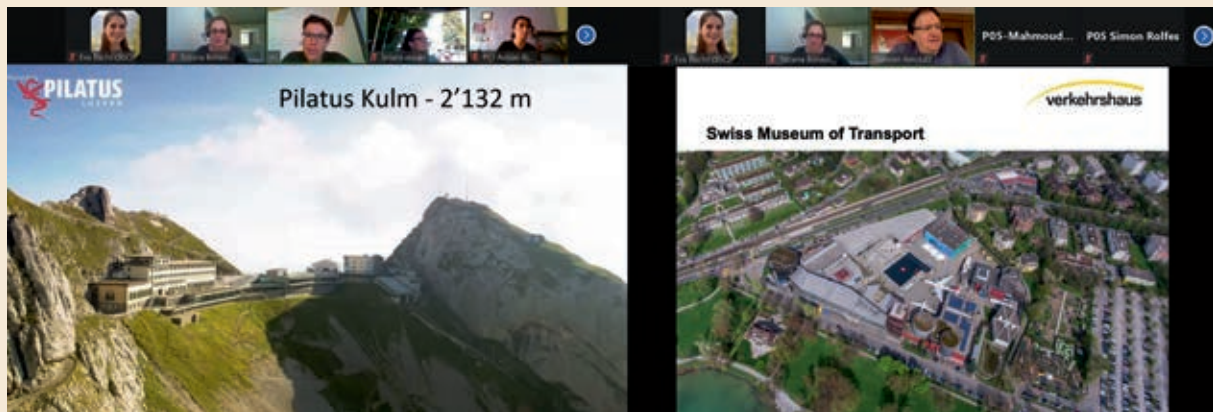 PILATUS
LUZERN
Pilatus Kulm - 2'132 m
P05-Mahmoud...
P05 Simon Rolfes
verkehrshaus
Swiss Museum of Transport